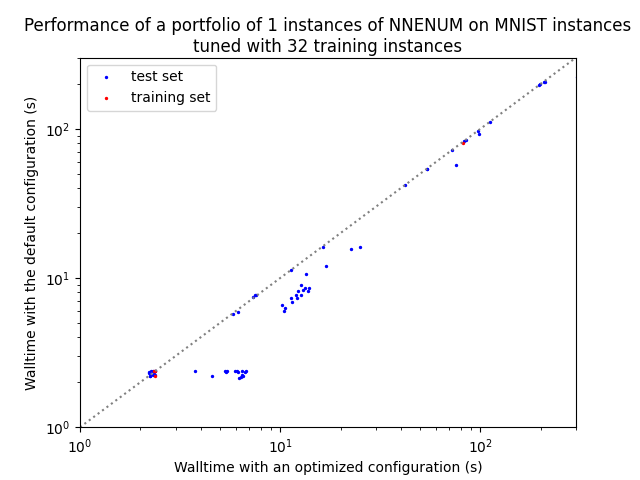 Performance of a portfolio of 1 instances of NNENUM on MNIST instances
tuned with 32 training instances
test set
training set
Walltime with the default configuration (s)
10²
10¹
10⁰
10⁰ 10¹ 10²
Walltime with an optimized configuration (s)